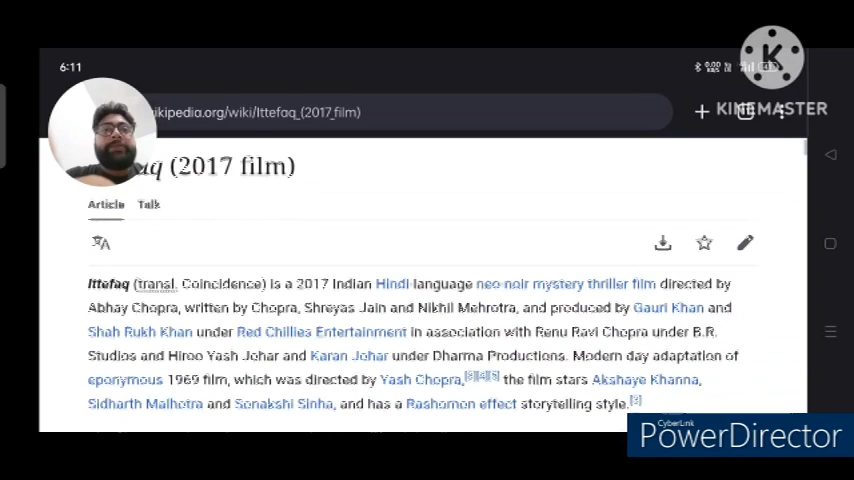 6:11
KINEMASTER
kipedia.org/wiki/Ittefaq_(2017_film)
aq (2017 film)
Article Talk
Ittefaq (transl. Coincidence) is a 2017 Indian Hindi-language neo-noir mystery thriller film directed by
Abhay Chopra, written by Chopra, Shreyas Jain and Nikhil Mehrotra, and produced by Gauri Khan and
Shah Rukh Khan under Red Chillies Entertainment in association with Renu Ravi Chopra under B.R.
Studios and Hiroo Yash Johar and Karan Johar under Dharma Productions. Modern day adaptation of
eponymous 1969 film, which was directed by Yash Chopra,[3][4][5] the film stars Akshaye Khanna,
Sidharth Malhotra and Sonakshi Sinha, and has a Rashomon effect storytelling style.
CyberLink
PowerDirector